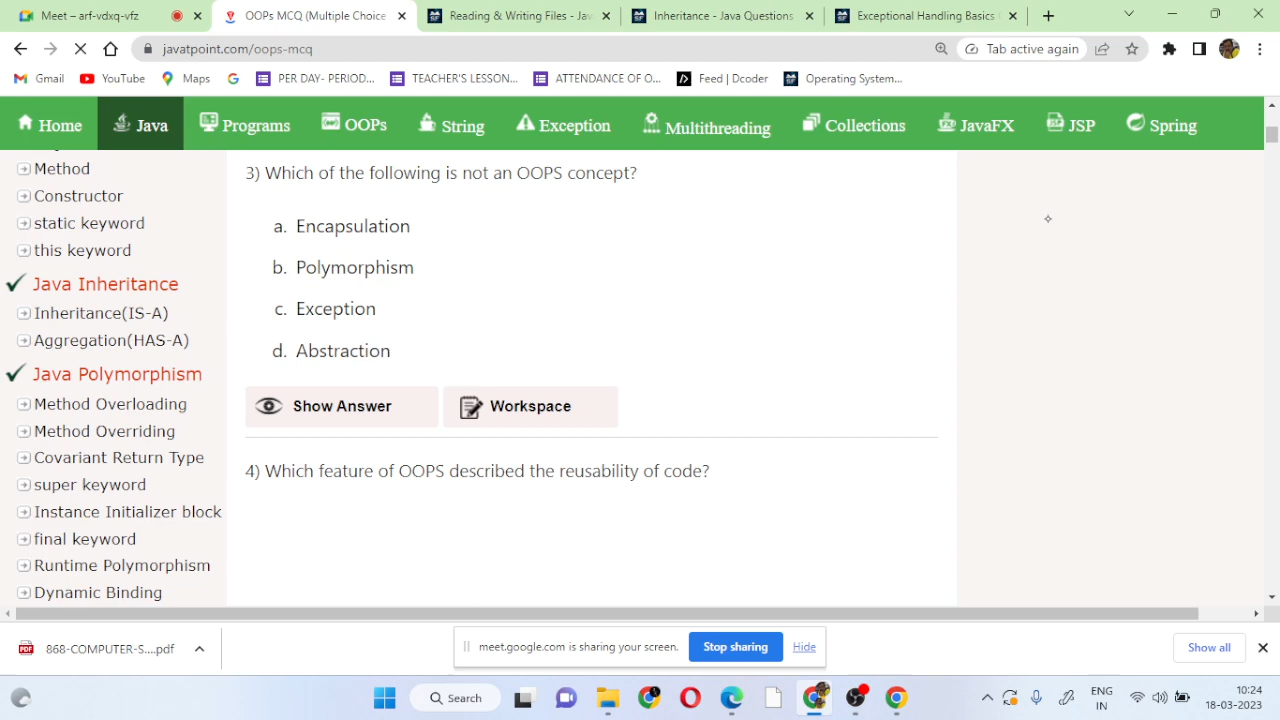 Meet – arf-vdxq-vfz
OOPs MCQ (Multiple Choice
Reading & Writing Files - Jav
Inheritance - Java Questions
Exceptional Handling Basics
javatpoint.com/oops-mcq
Tab active again
Gmail
YouTube
Maps
PER DAY- PERIOD...
TEACHER'S LESSON...
ATTENDANCE OF O...
Feed | Dcoder
Operating System...
Home
Java
Programs
OOPs
String
Exception
Multithreading
Collections
JavaFX
JSP
Spring
Method
Constructor
static keyword
this keyword
Java Inheritance
Inheritance(IS-A)
Aggregation(HAS-A)
Java Polymorphism
Method Overloading
Method Overriding
Covariant Return Type
super keyword
Instance Initializer block
final keyword
Runtime Polymorphism
Dynamic Binding
3) Which of the following is not an OOPS concept?
a. Encapsulation
b. Polymorphism
c. Exception
d. Abstraction
Show Answer
Workspace
4) Which feature of OOPS described the reusability of code?
868-COMPUTER-S....pdf
meet.google.com is sharing your screen.
Stop sharing
Hide
Show all
Search
ENG
IN
10:24
18-03-2023